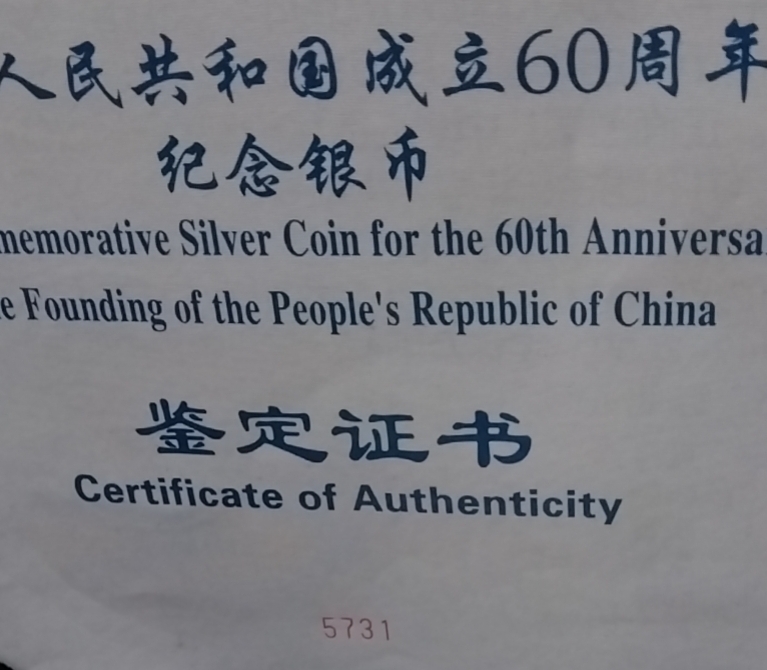 人民共和国成立60周年
纪念银币
memorative Silver Coin for the 60th Anniversa
e Founding of the People's Republic of China
鉴定证书
Certificate of Authenticity
5731